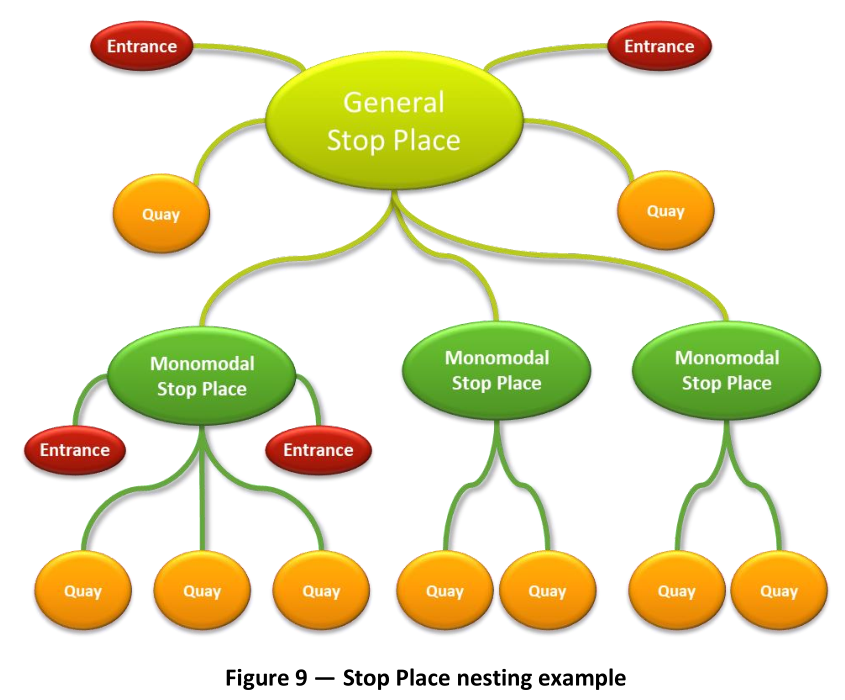 Entrance
Entrance
General
Stop Place
Quay
Quay
Monomodal
Stop Place
Monomodal
Stop Place
Monomodal
Stop Place
Entrance
Entrance
Quay
Quay
Quay
Quay
Quay
Quay
Quay
Figure 9 — Stop Place nesting example